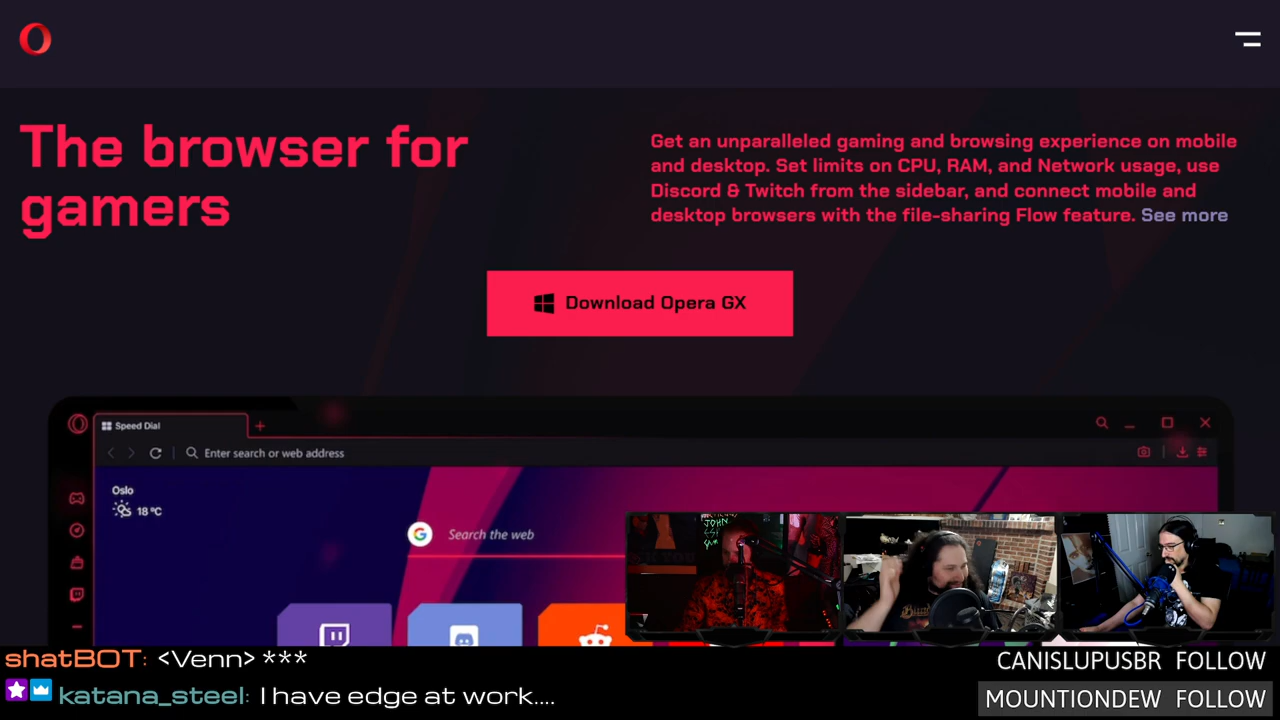 The browser for
gamers
Get an unparalleled gaming and browsing experience on mobile
and desktop. Set limits on CPU, RAM, and Network usage, use
Discord & Twitch from the sidebar, and connect mobile and
desktop browsers with the file-sharing Flow feature. See more
Download Opera GX
Speed Dial
Enter search or web address
Oslo
18 ºC
Search the web
JOHN
shatBOT: <Venn> ***
katana_steel: I have edge at work....
CANISLUPUSBR FOLLOW
MOUNTIONDEW FOLLOW